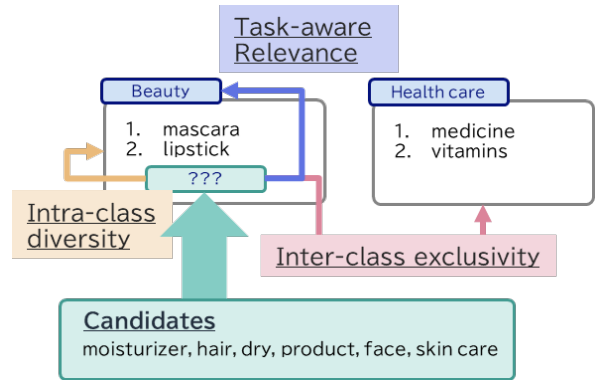 Task-aware
Relevance
Beauty
1. mascara
2. lipstick
???
Health care
1. medicine
2. vitamins
Intra-class
diversity
Inter-class exclusivity
Candidates
moisturizer, hair, dry, product, face, skin care